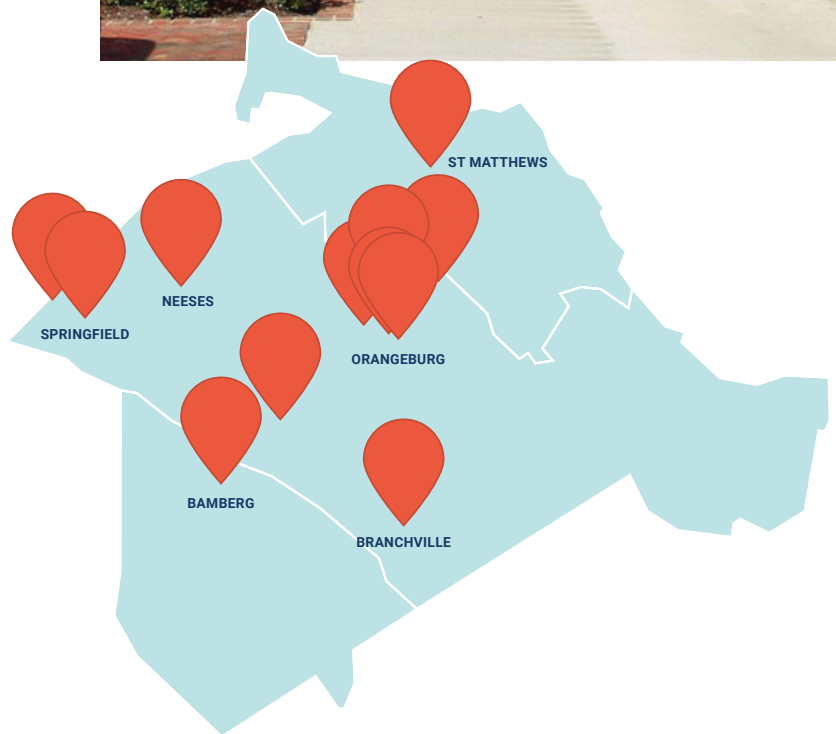 ST MATTHEWS
NEESES
SPRINGFIELD
ORANGEBURG
BAMBERG
BRANCHVILLE